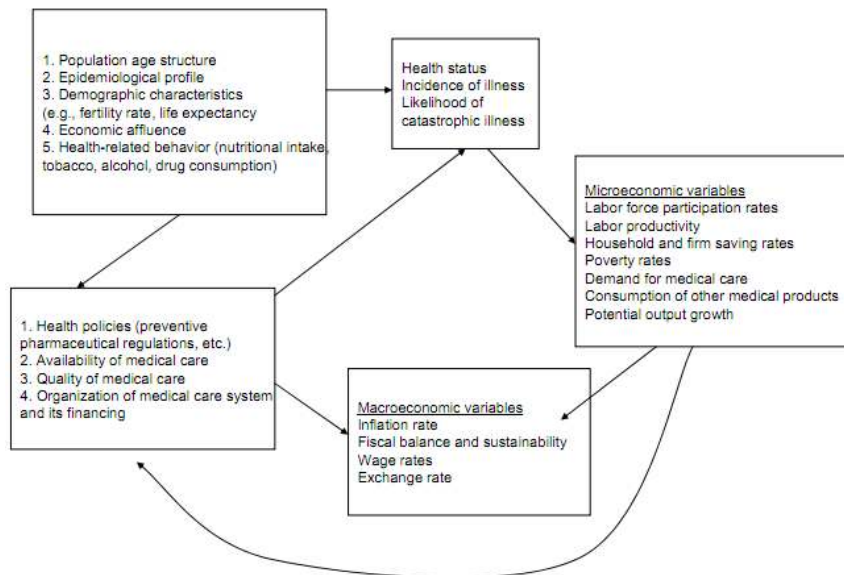 1. Population age structure
2. Epidemiological profile
3. Demographic characteristics
(e.g., fertility rate, life expectancy
4. Economic affluence
5. Health-related behavior (nutritional intake,
tobacco, alcohol, drug consumption)
Health status
Incidence of illness
Likelihood of
catastrophic illness
Microeconomic variables
Labor force participation rates
Labor productivity
Household and firm saving rates
Poverty rates
Demand for medical care
Consumption of other medical products
Potential output growth
1. Health policies (preventive
pharmaceutical regulations, etc.)
2. Availability of medical care
3. Quality of medical care
4. Organization of medical care system
and its financing
Macroeconomic variables
Inflation rate
Fiscal balance and sustainability
Wage rates
Exchange rate